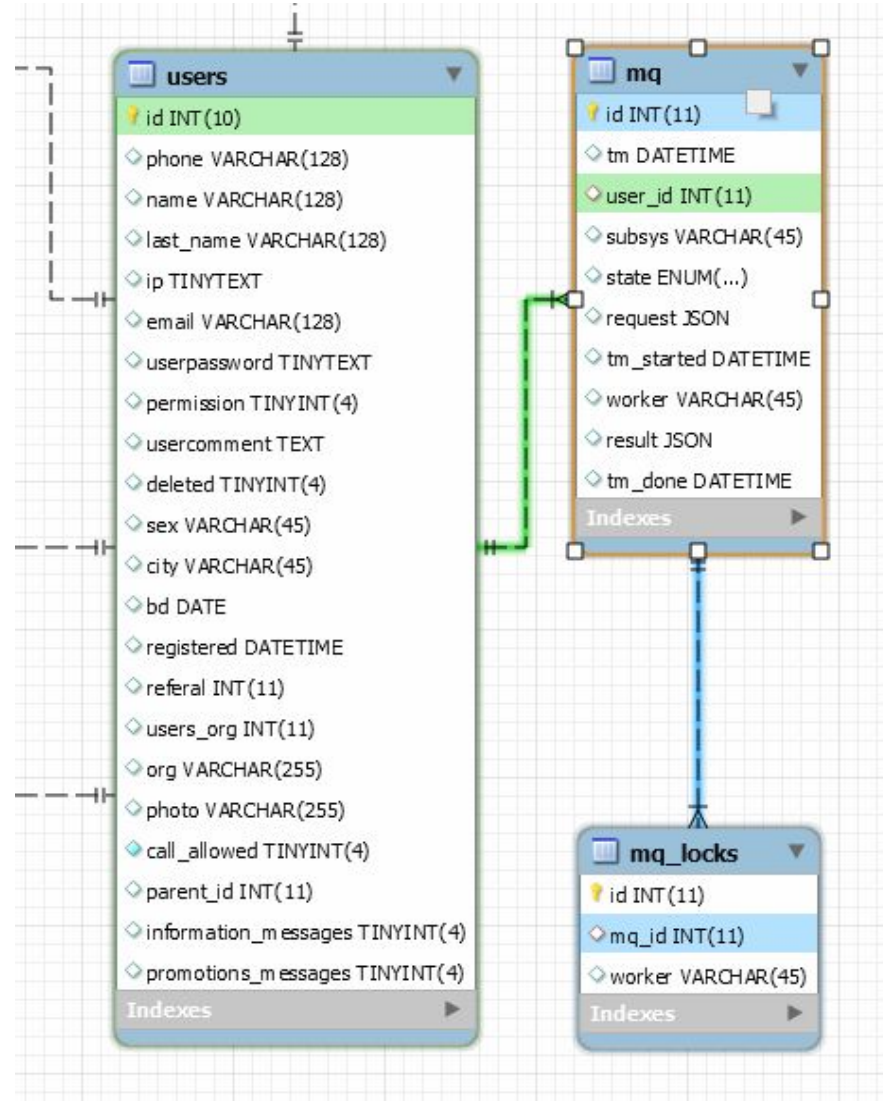 users
id INT(10)
phone VARCHAR(128)
name VARCHAR(128)
last_name VARCHAR(128)
ip TINYTEXT
email VARCHAR(128)
userpassword TINYTEXT
permission TINYINT(4)
usercomment TEXT
deleted TINYINT(4)
sex VARCHAR(45)
city VARCHAR(45)
bd DATE
registered DATETIME
referal INT(11)
users_org INT(11)
org VARCHAR(255)
photo VARCHAR(255)
call_allowed TINYINT(4)
parent_id INT(11)
information_messages TINYINT(4)
promotions_messages TINYINT(4)
Indexes
mq
id INT(11)
tm DATETIME
user_id INT(11)
subsys VARCHAR(45)
state ENUM(...)
request JSON
tm_started DATETIME
worker VARCHAR(45)
result JSON
tm_done DATETIME
Indexes
mq_locks
id INT(11)
mq_id INT(11)
worker VARCHAR(45)
Indexes